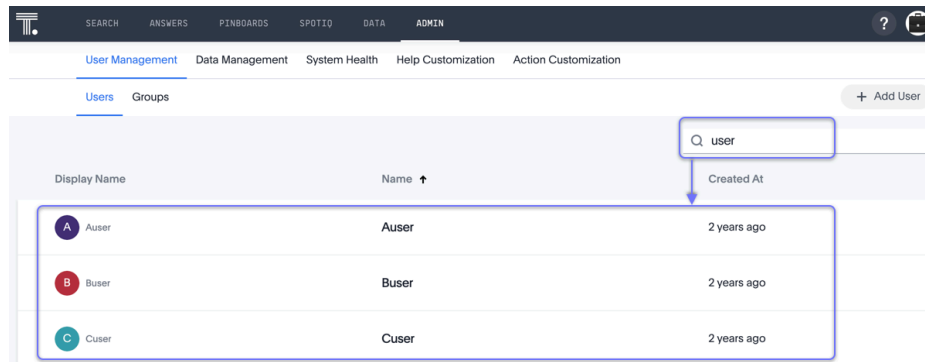 T.
SEARCH ANSWERS PINBOARDS SPOTIQ DATA ADMIN ?
User Management Data Management System Health Help Customization Action Customization
Users Groups + Add User
user
Display Name Name ↑ Created At
A Auser Auser 2 years ago
B Buser Buser 2 years ago
C Cuser Cuser 2 years ago